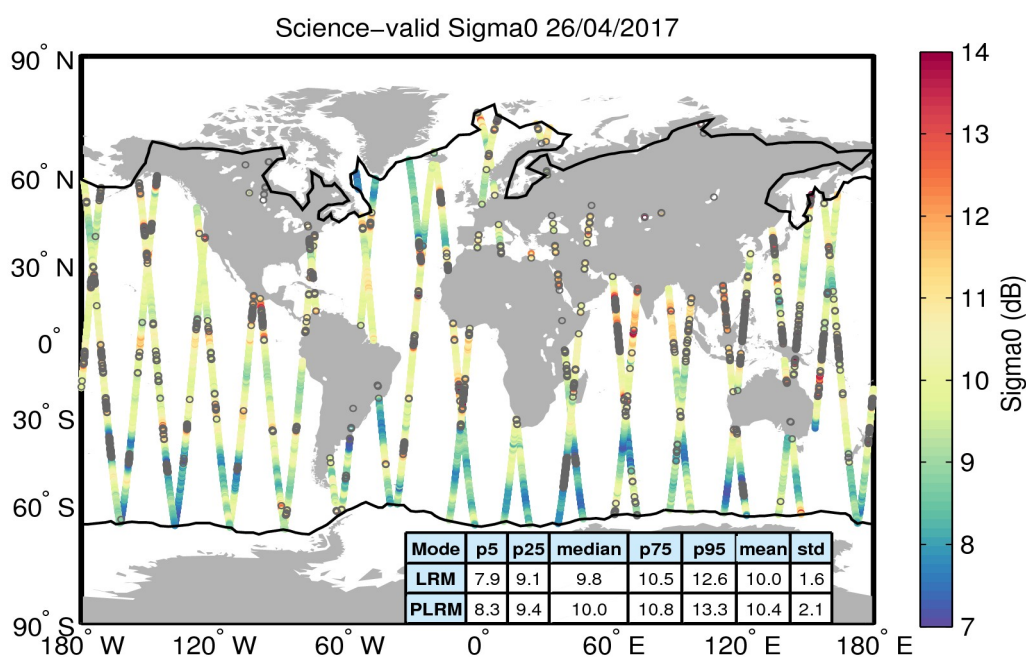 Science-valid Sigma0 26/04/2017
90° N
60° N
30° N
0°
30° S
60° S
90° S
180° W
120° W
60° W
0°
60° E
120° E
180° E
14
13
12
11
10
9
8
7
Sigma0 (dB)
Mode p5 p25 median p75 p95 mean std
LRM 7.9 9.1 9.8 10.5 12.6 10.0 1.6
PLRM 8.3 9.4 10.0 10.8 13.3 10.4 2.1